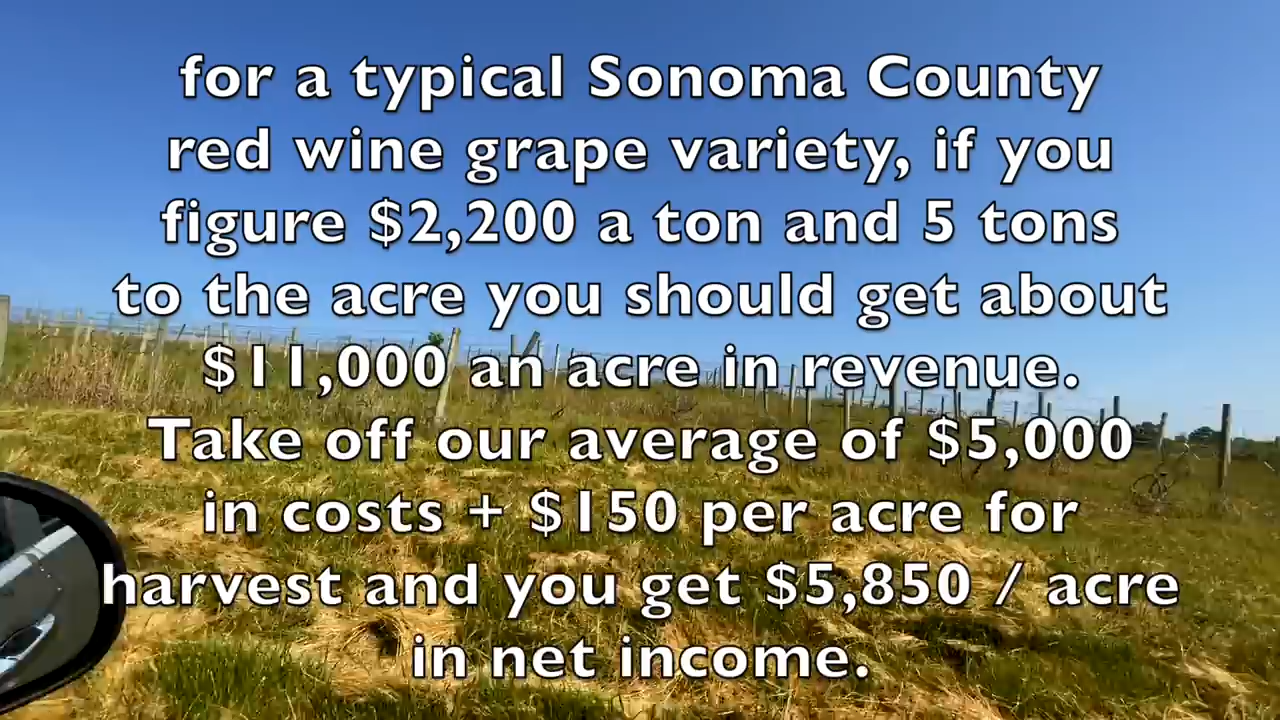 for a typical Sonoma County
red wine grape variety, if you
figure $2,200 a ton and 5 tons
to the acre you should get about
$11,000 an acre in revenue.
Take off our average of $5,000
in costs + $150 per acre for
harvest and you get $5,850 / acre
in net income.